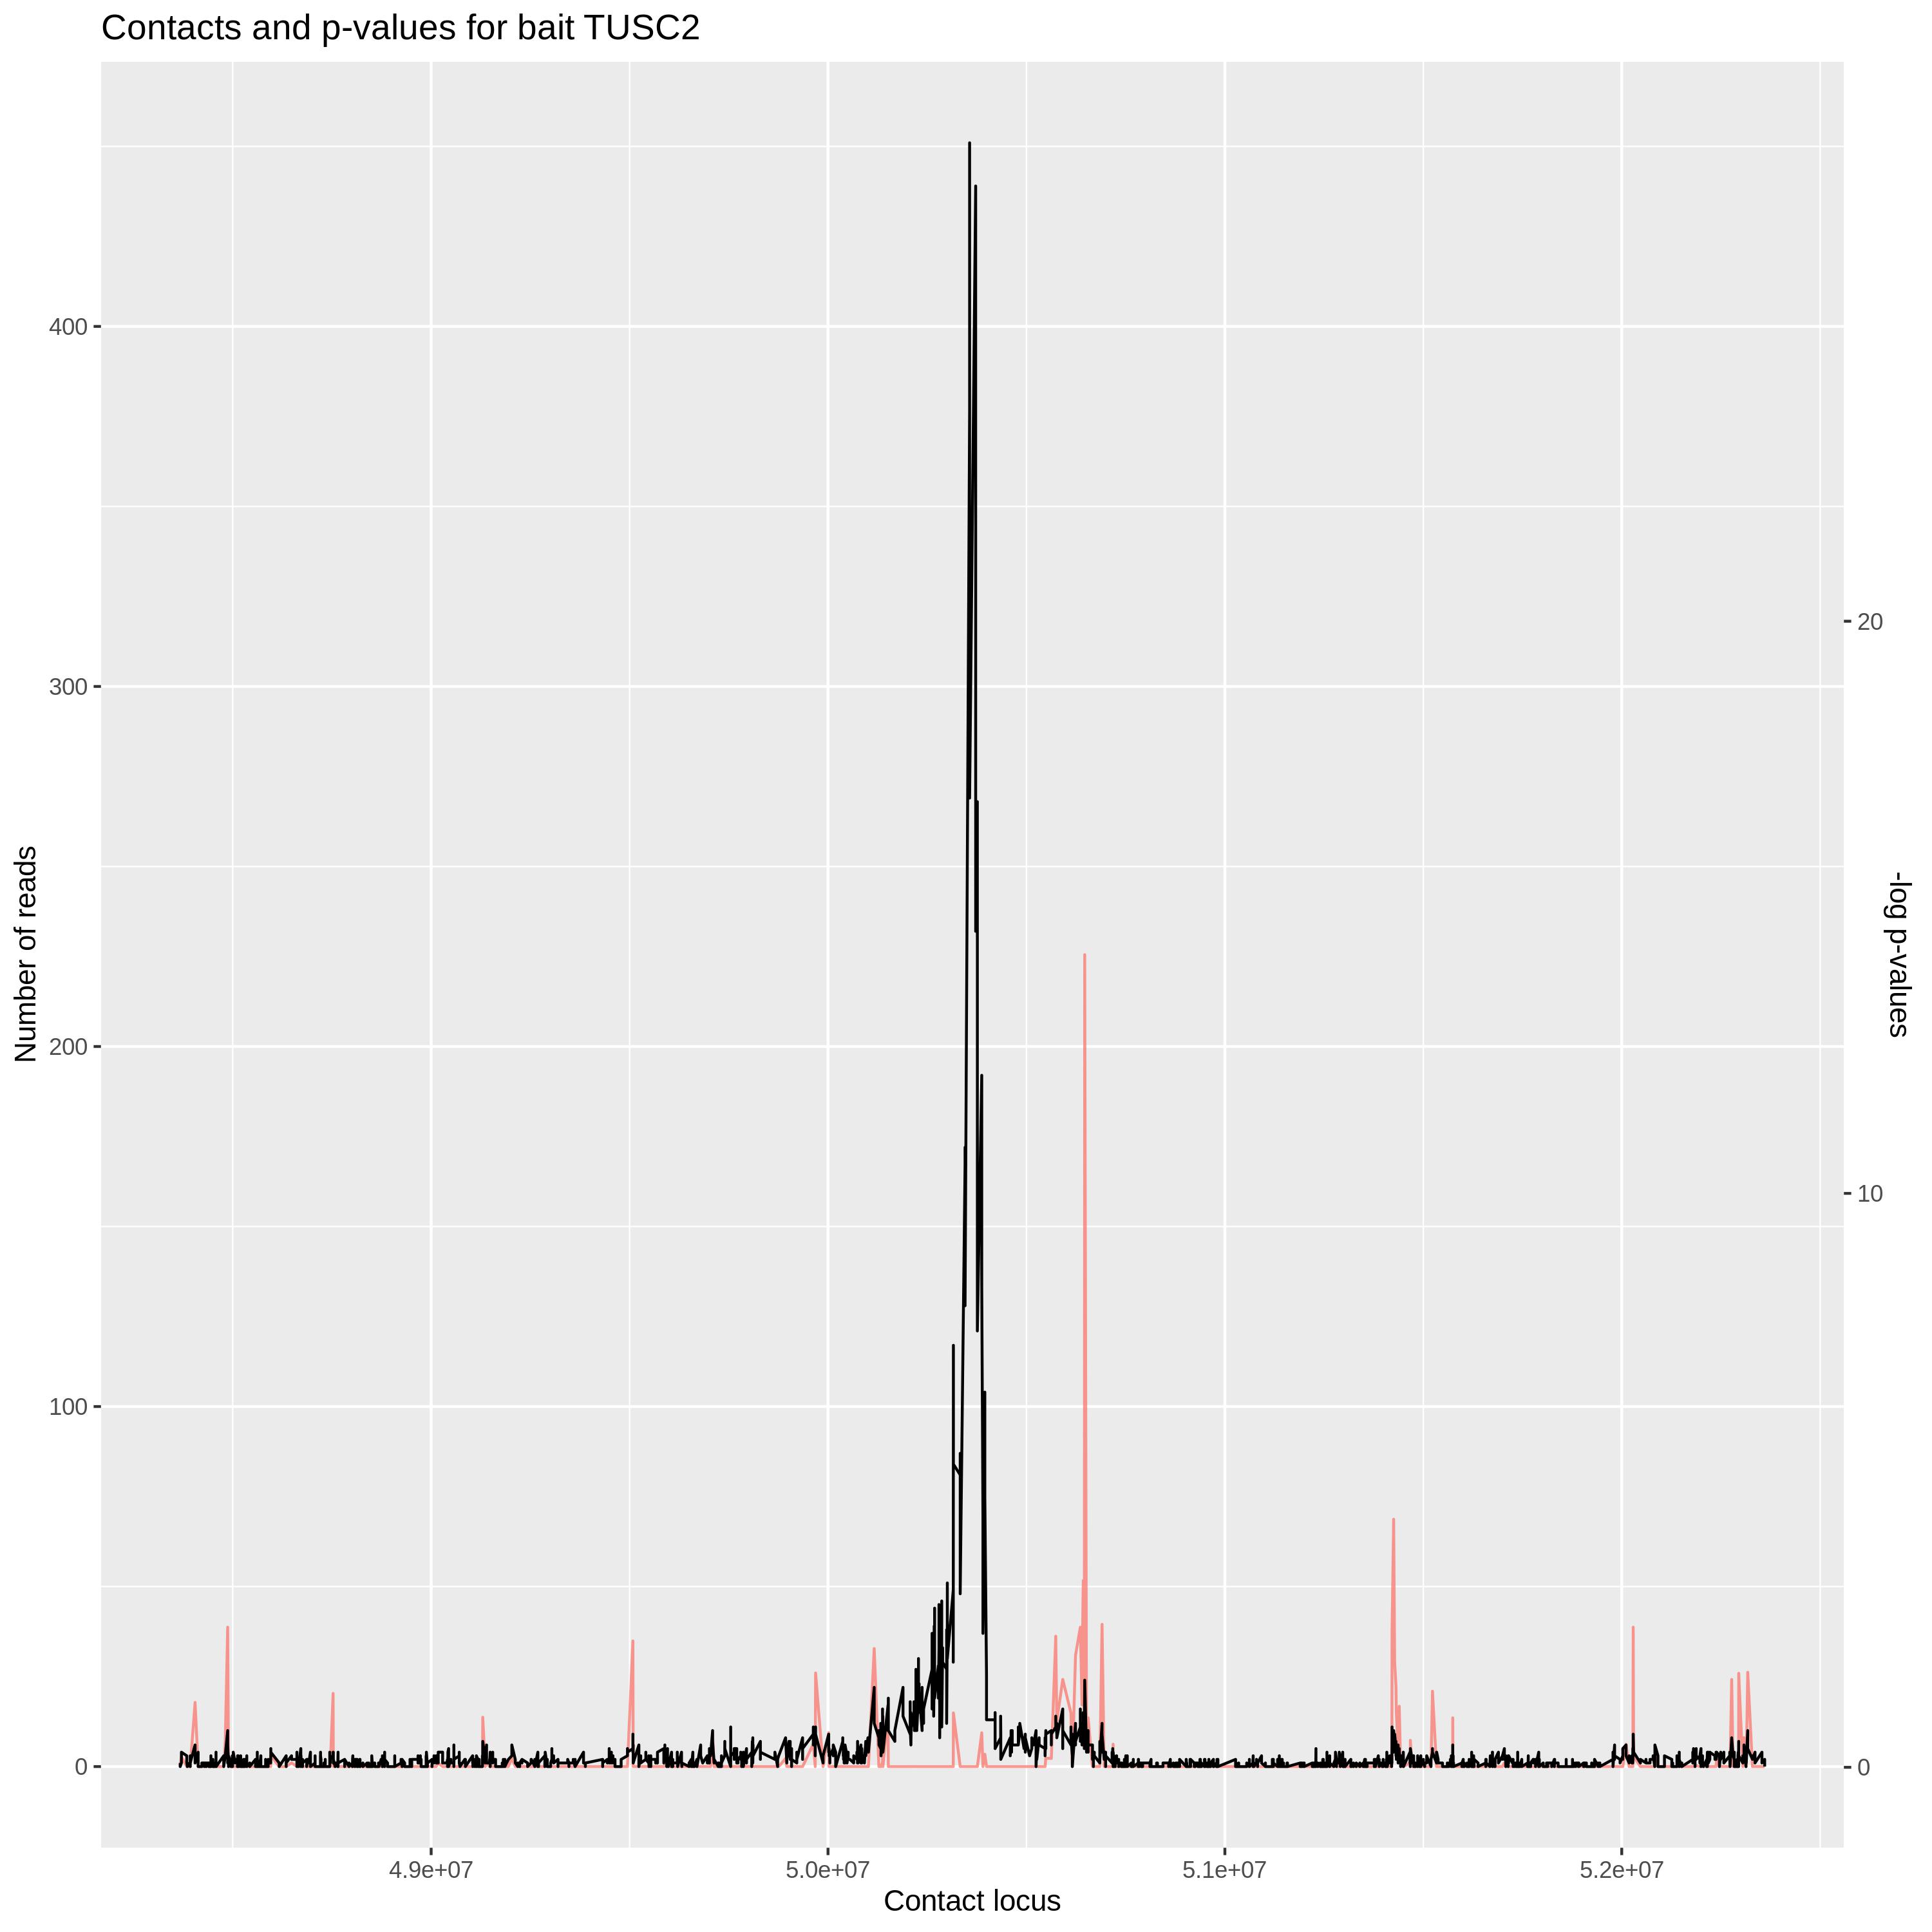 Contacts and p-values for bait TUSC2
Number of reads
400
300
200
100
0
20
10
0
-log p-values
4.9e+07 5.0e+07 5.1e+07 5.2e+07
Contact locus